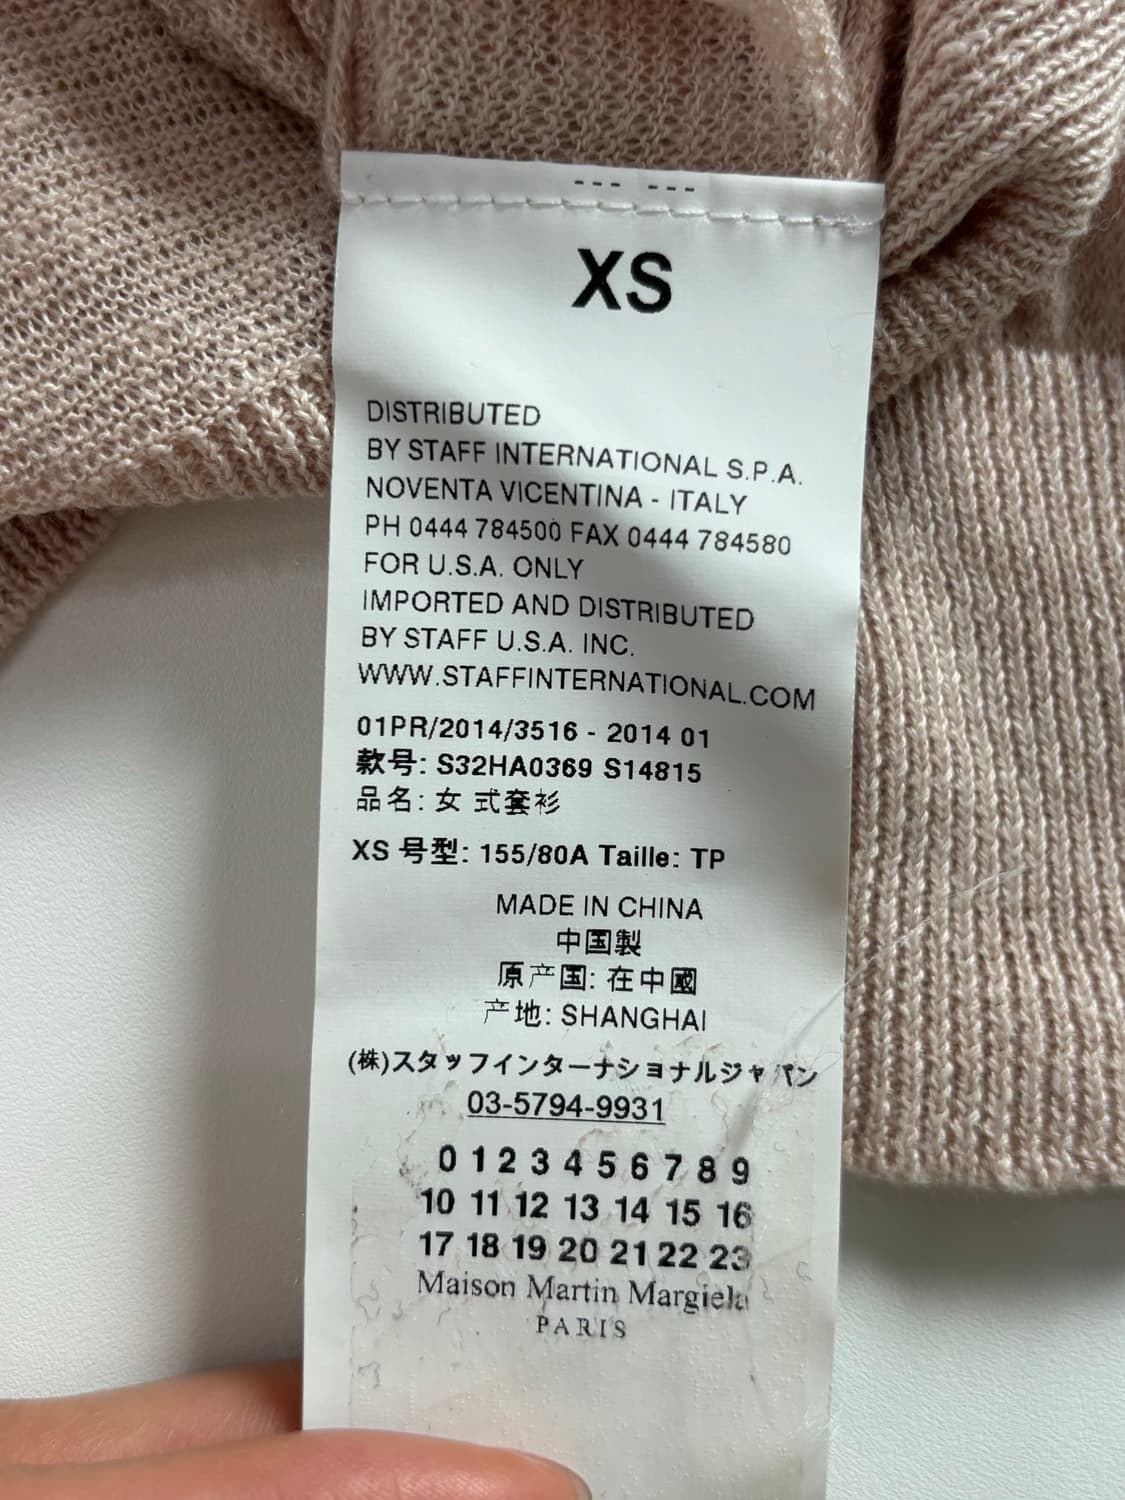 XS
DISTRIBUTED
BY STAFF INTERNATIONAL S.P.A.
NOVENTA VICENTINA - ITALY
PH 0444 784500 FAX 0444 784580
FOR U.S.A. ONLY
IMPORTED AND DISTRIBUTED
BY STAFF U.S.A. INC.
WWW.STAFFINTERNATIONAL.COM
01PR/2014/3516 - 2014 01
款号: S32HA0369 S14815
品名: 女 式套衫
XS 号型: 155/80A Taille: TP
MADE IN CHINA
中国製
原产国: 在中國
产地: SHANGHAI
(株)スタッフインターナショナルジャパン
03-5794-9931
0 1 2 3 4 5 6 7 8 9
10 11 12 13 14 15 16
17 18 19 20 21 22 23
Maison Martin Margiela
PARIS